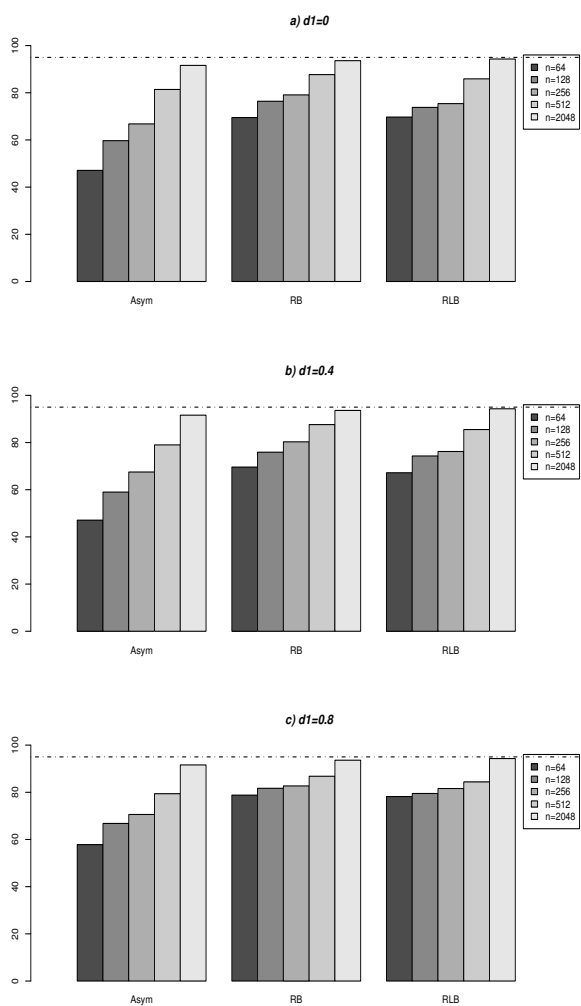 a) d1=0
100
80
60
40
20
0
Asym
RB
RLB
n=64
n=128
n=256
n=512
n=2048
b) d1=0.4
100
80
60
40
20
0
Asym
RB
RLB
n=64
n=128
n=256
n=512
n=2048
c) d1=0.8
100
80
60
40
20
0
Asym
RB
RLB
n=64
n=128
n=256
n=512
n=2048